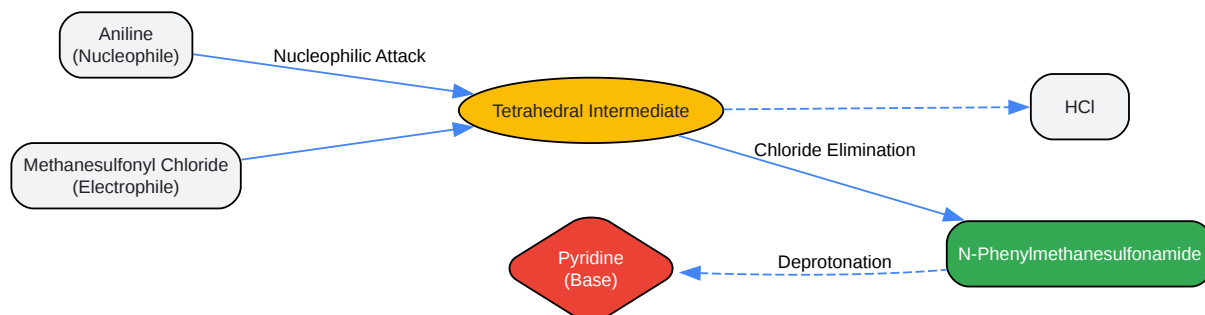 Aniline
(Nucleophile)
Nucleophilic Attack
Methanesulfonyl Chloride
(Electrophile)
Tetrahedral Intermediate
HCl
Chloride Elimination
N-Phenylmethanesulfonamide
Deprotonation
Pyridine
(Base)